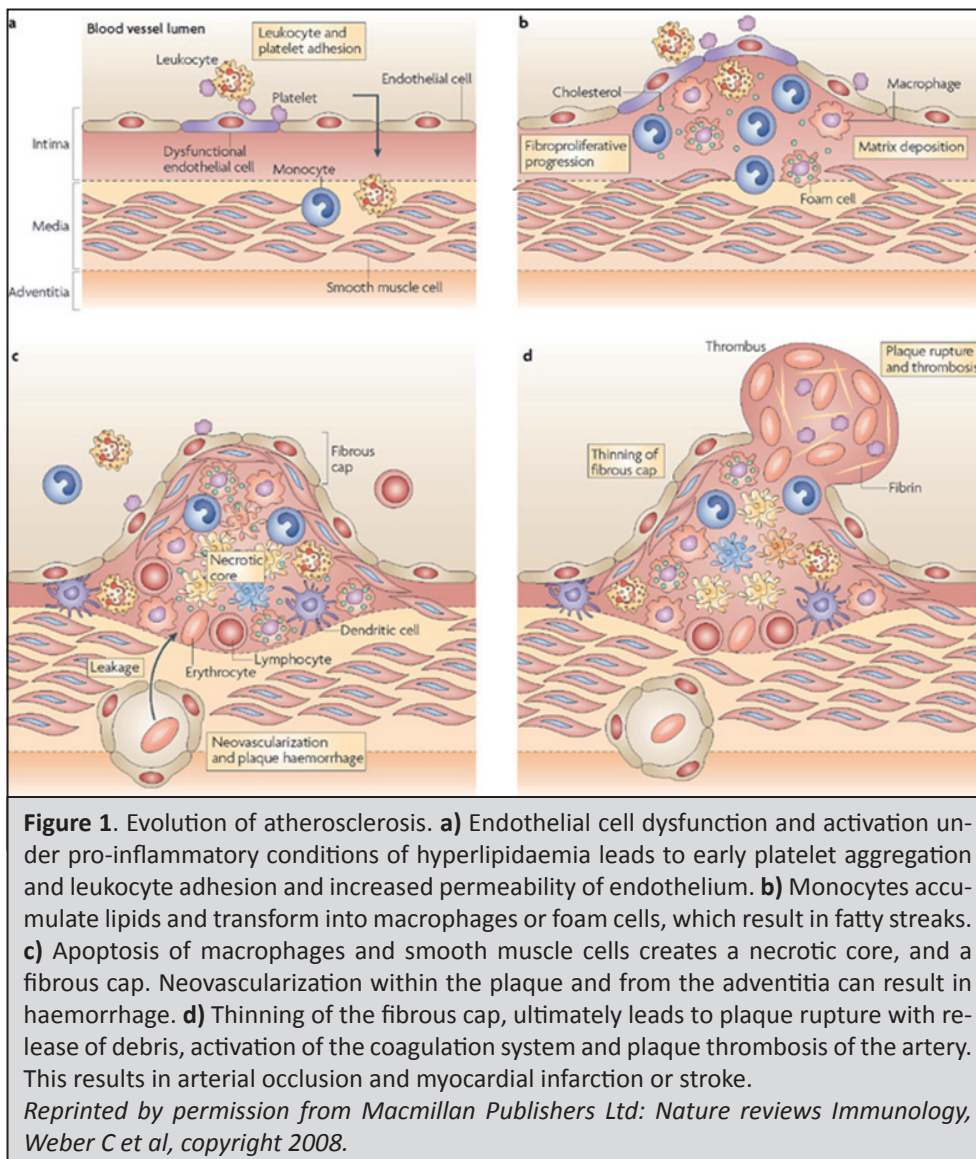 a
Blood vessel lumen
Leukocyte and
platelet adhesion
Leukocyte
Endothelial cell
Platelet
Intima
Dysfunctional
endothelial cell
Monocyte
Media
Smooth muscle cell
Adventitia
b
Cholesterol
Macrophage
Fibroproliferative
progression
Matrix deposition
Foam cell
c
Fibrous
cap
Necrotic
core
Dendritic cell
Lymphocyte
Erythrocyte
Leakage
Neovascularization
and plaque haemorrhage
d
Thrombus
Plaque rupture
and thrombosis
Thinning of
fibrous cap
Fibrin
Figure 1. Evolution of atherosclerosis. a) Endothelial cell dysfunction and activation un-
der pro-inflammatory conditions of hyperlipidaemia leads to early platelet aggregation
and leukocyte adhesion and increased permeability of endothelium. b) Monocytes accu-
mulate lipids and transform into macrophages or foam cells, which result in fatty streaks.
c) Apoptosis of macrophages and smooth muscle cells creates a necrotic core, and a
fibrous cap. Neovascularization within the plaque and from the adventitia can result in
haemorrhage. d) Thinning of the fibrous cap, ultimately leads to plaque rupture with re-
lease of debris, activation of the coagulation system and plaque thrombosis of the artery.
This results in arterial occlusion and myocardial infarction or stroke.
Reprinted by permission from Macmillan Publishers Ltd: Nature reviews Immunology,
Weber C et al, copyright 2008.